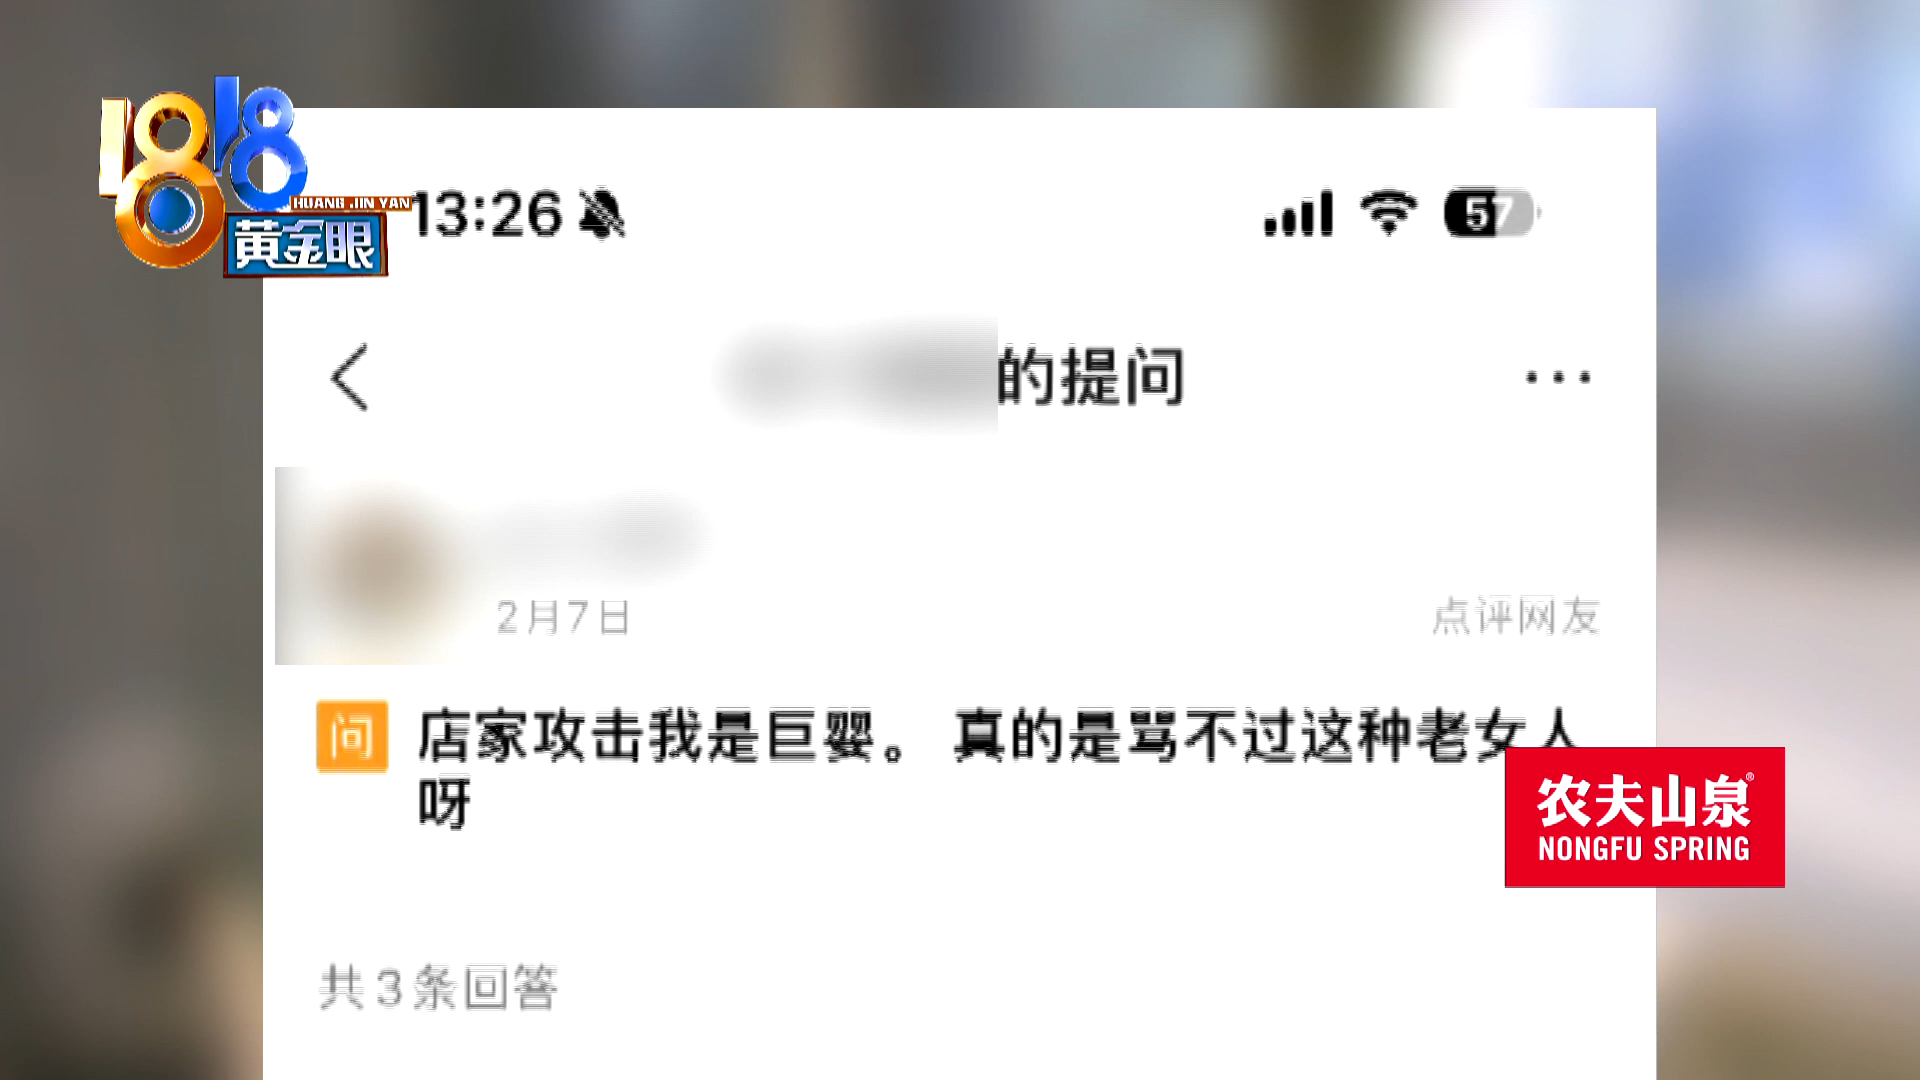 1818
HUANG JIN YAN
黄金眼
13:26
57
的提问
2月7日
点评网友
问
店家攻击我是巨婴。 真的是骂不过这种老女人
呀
农夫山泉®
NONGFU SPRING
共3条回答